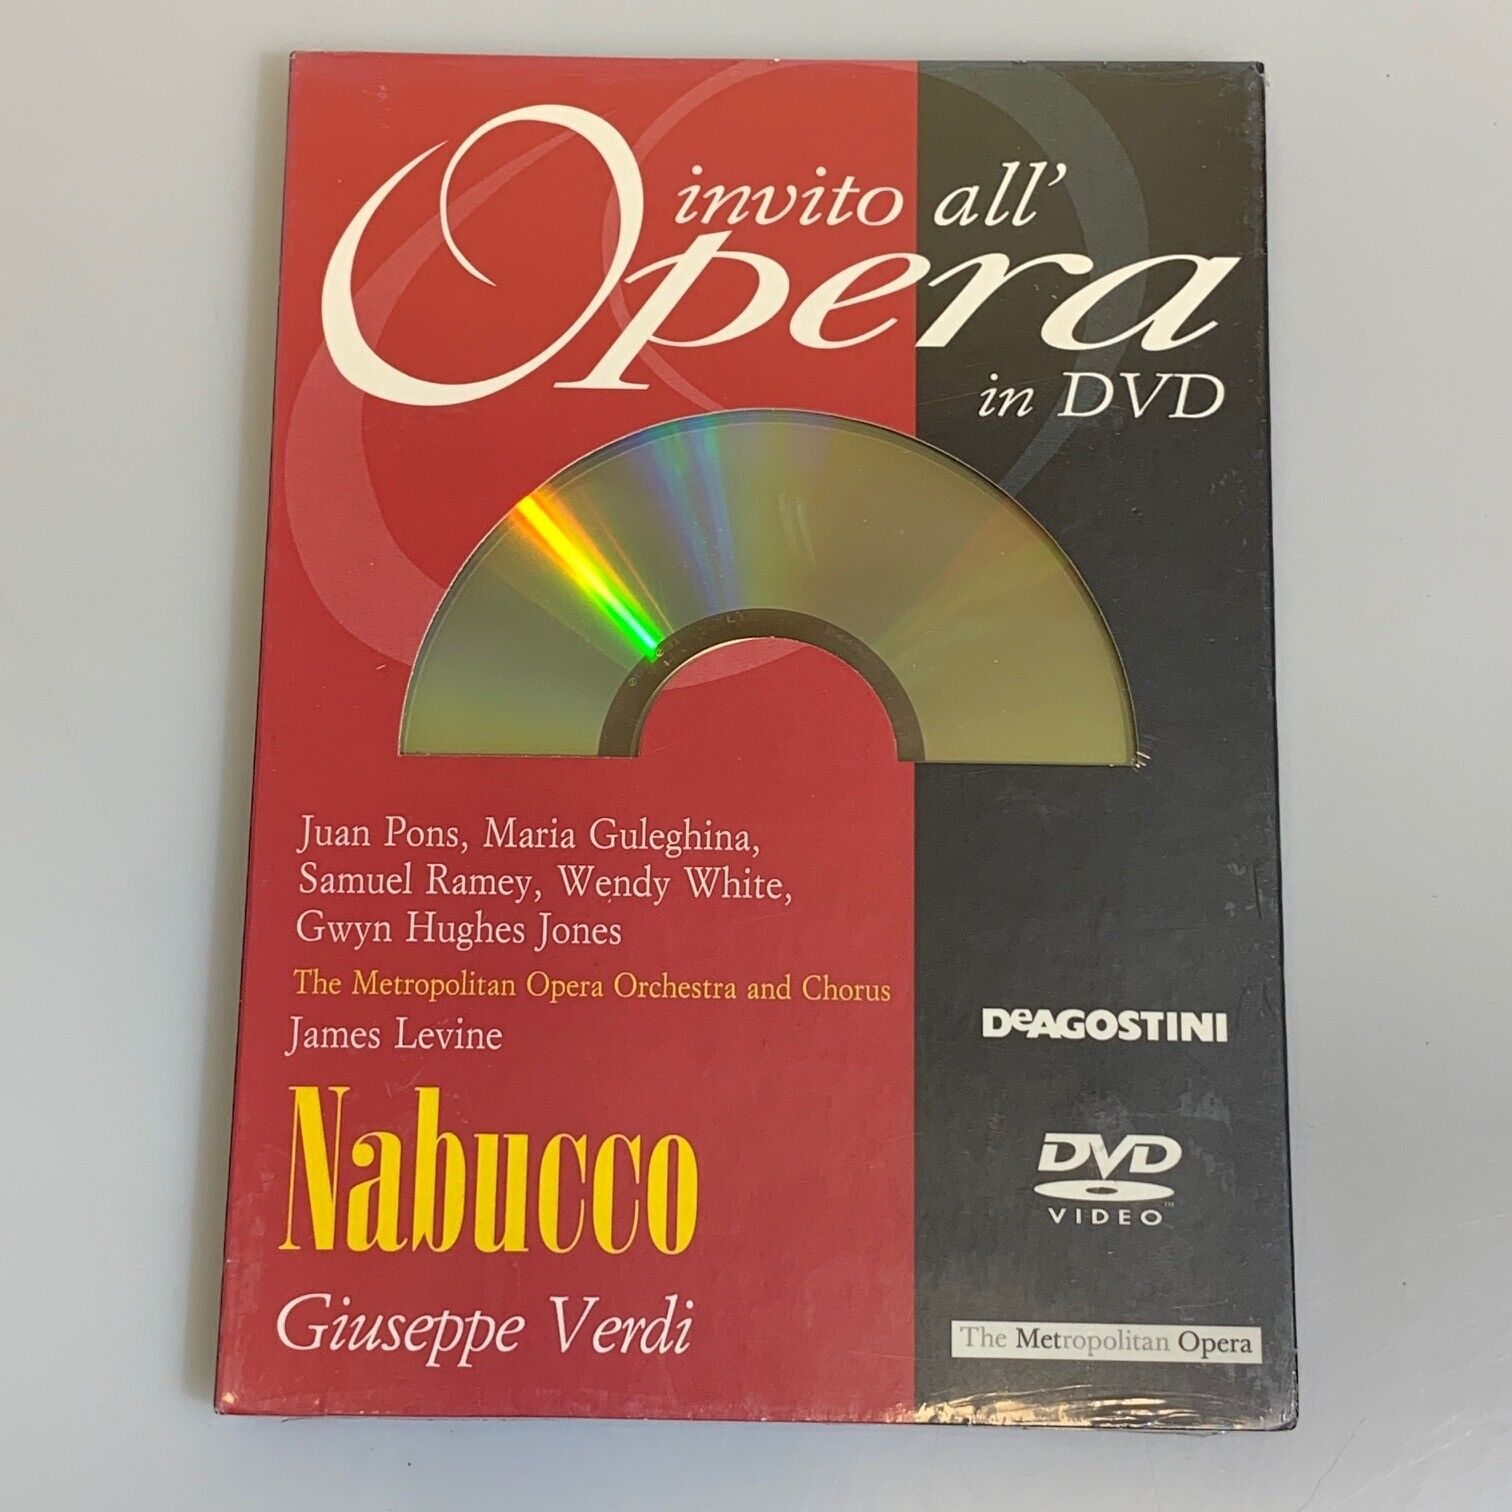 invito all'
Opera
in DVD
Juan Pons, Maria Guleghina,
Samuel Ramey, Wendy White,
Gwyn Hughes Jones
The Metropolitan Opera Orchestra and Chorus
James Levine
DeAGOSTINI
Nabucco
DVD
VIDEO™
Giuseppe Verdi
The Metropolitan Opera